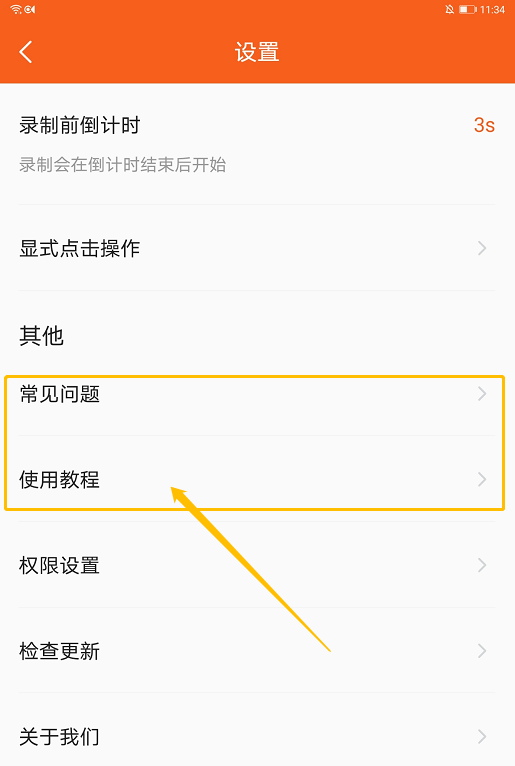 11:34
设置
录制前倒计时 3s
录制会在倒计时结束后开始
显式点击操作
其他
常见问题
使用教程
权限设置
检查更新
关于我们